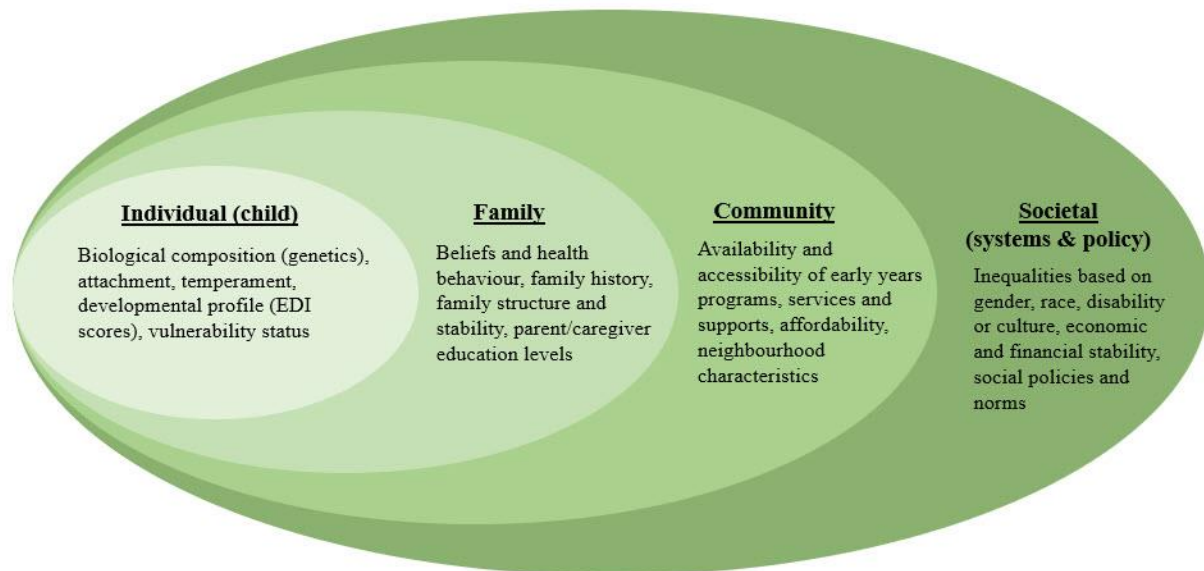 Individual (child)
Biological composition (genetics),
attachment, temperament,
developmental profile (EDI
scores), vulnerability status
Family
Beliefs and health
behaviour, family history,
family structure and
stability, parent/caregiver
education levels
Community
Availability and
accessibility of early years
programs, services and
supports, affordability,
neighbourhood
characteristics
Societal
(systems & policy)
Inequalities based on
gender, race, disability
or culture, economic
and financial stability,
social policies and
norms